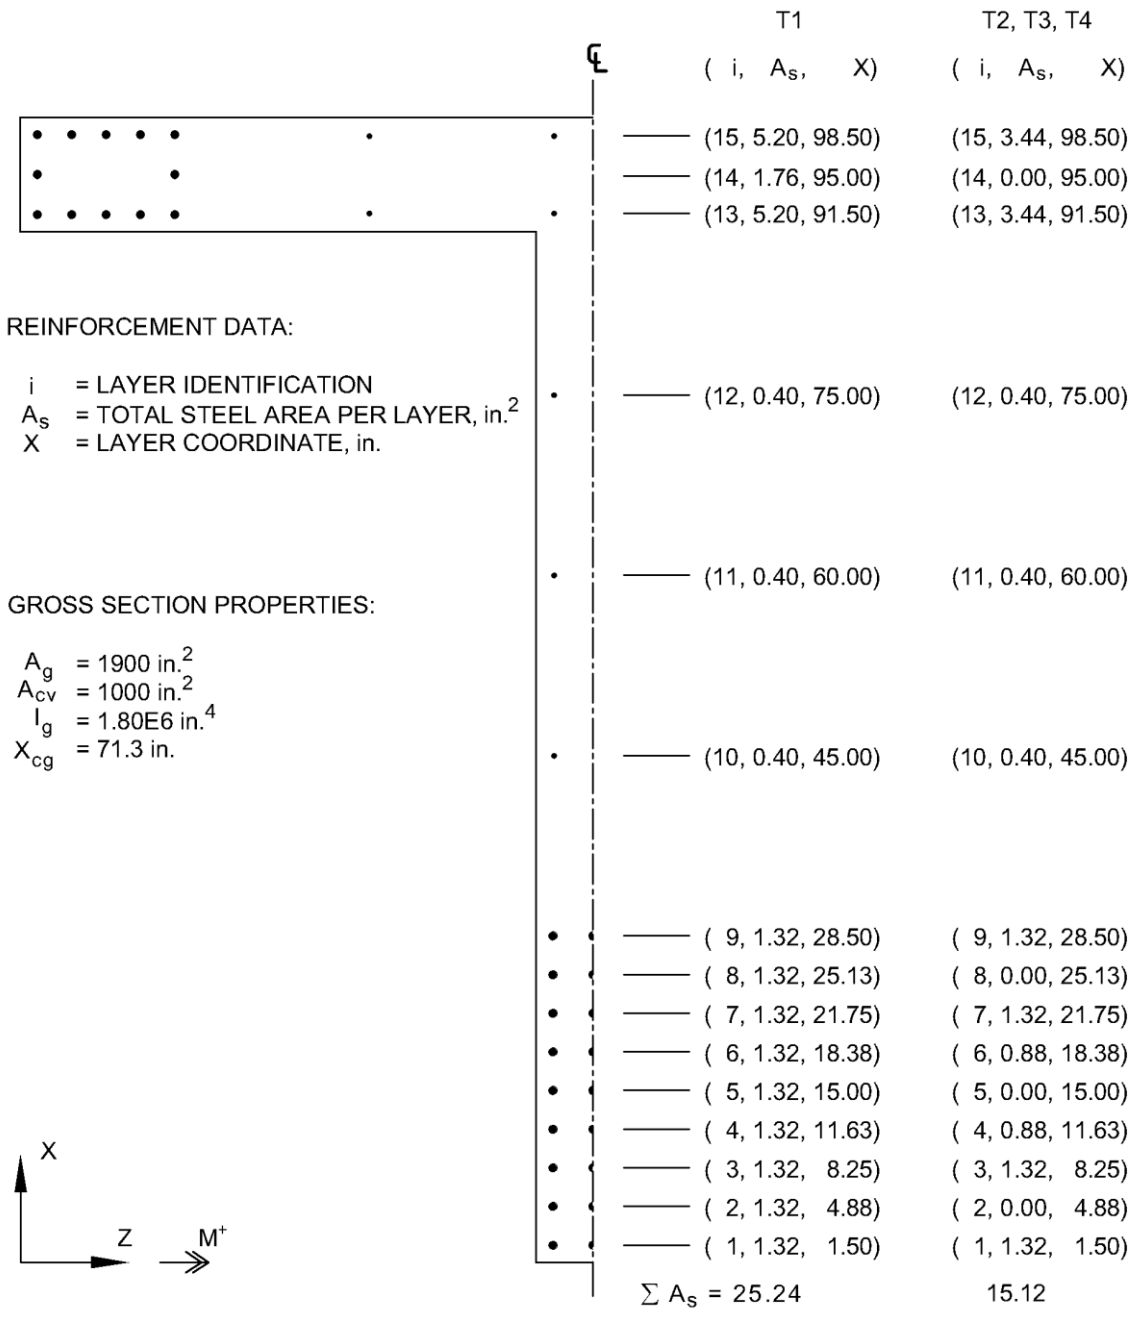 T1 T2, T3, T4
℄ ( i, Aₛ, X) ( i, Aₛ, X)
(15, 5.20, 98.50) (15, 3.44, 98.50)
(14, 1.76, 95.00) (14, 0.00, 95.00)
(13, 5.20, 91.50) (13, 3.44, 91.50)
REINFORCEMENT DATA:
i = LAYER IDENTIFICATION
Aₛ = TOTAL STEEL AREA PER LAYER, in.²
X = LAYER COORDINATE, in.
(12, 0.40, 75.00) (12, 0.40, 75.00)
(11, 0.40, 60.00) (11, 0.40, 60.00)
GROSS SECTION PROPERTIES:
A_g = 1900 in.²
A_cv = 1000 in.²
I_g = 1.80E6 in.⁴
X_cg = 71.3 in.
(10, 0.40, 45.00) (10, 0.40, 45.00)
( 9, 1.32, 28.50) ( 9, 1.32, 28.50)
( 8, 1.32, 25.13) ( 8, 0.00, 25.13)
( 7, 1.32, 21.75) ( 7, 1.32, 21.75)
( 6, 1.32, 18.38) ( 6, 0.88, 18.38)
( 5, 1.32, 15.00) ( 5, 0.00, 15.00)
( 4, 1.32, 11.63) ( 4, 0.88, 11.63)
( 3, 1.32, 8.25) ( 3, 1.32, 8.25)
( 2, 1.32, 4.88) ( 2, 0.00, 4.88)
( 1, 1.32, 1.50) ( 1, 1.32, 1.50)
X
Z M⁺
∑ Aₛ = 25.24 15.12